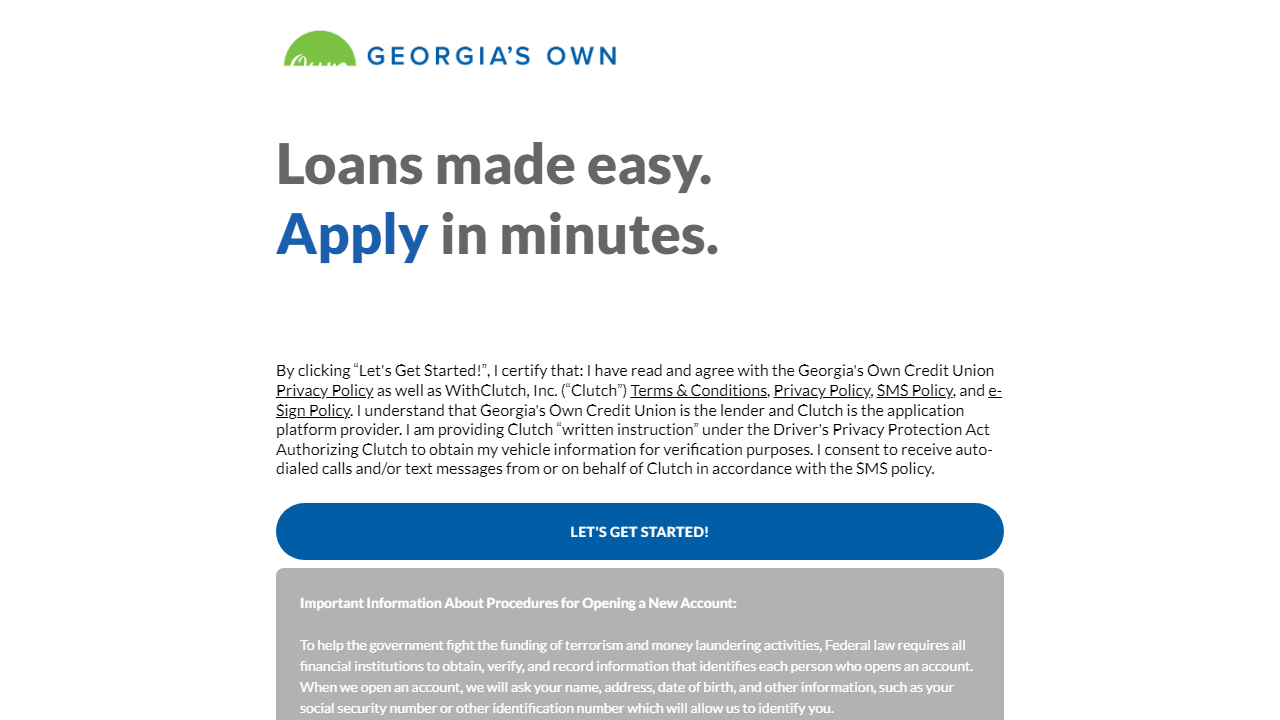 Own GEORGIA'S OWN
Loans made easy.
Apply in minutes.
By clicking “Let's Get Started!”, I certify that: I have read and agree with the Georgia's Own Credit Union
Privacy Policy as well as WithClutch, Inc. (“Clutch”) Terms & Conditions, Privacy Policy, SMS Policy, and e-
Sign Policy. I understand that Georgia's Own Credit Union is the lender and Clutch is the application
platform provider. I am providing Clutch “written instruction” under the Driver's Privacy Protection Act
Authorizing Clutch to obtain my vehicle information for verification purposes. I consent to receive auto-
dialed calls and/or text messages from or on behalf of Clutch in accordance with the SMS policy.
LET'S GET STARTED!
Important Information About Procedures for Opening a New Account:
To help the government fight the funding of terrorism and money laundering activities, Federal law requires all
financial institutions to obtain, verify, and record information that identifies each person who opens an account.
When we open an account, we will ask your name, address, date of birth, and other information, such as your
social security number or other identification number which will allow us to identify you.